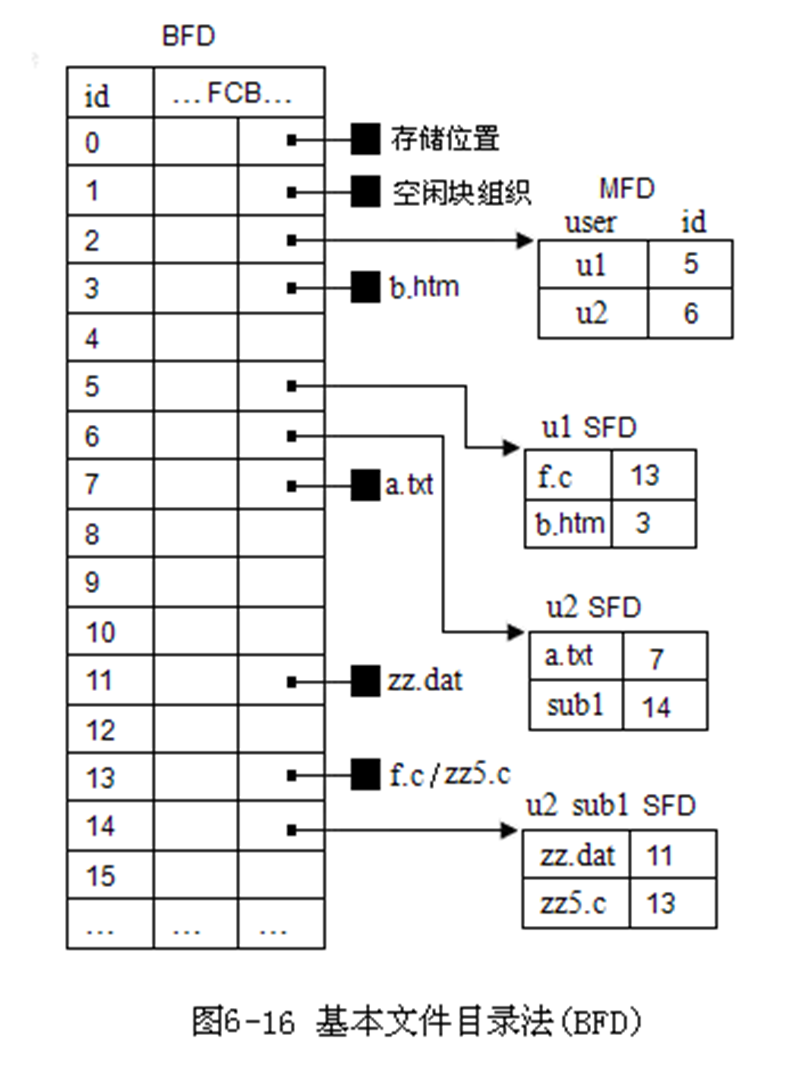 BFD
id …FCB…
0 存储位置
1 空闲块组织
MFD
user id
2
u1 5
3 b.htm
u2 6
4
5
u1 SFD
6
f.c 13
7 a.txt
b.htm 3
8
9
u2 SFD
10
a.txt 7
11 zz.dat
sub1 14
12
13 f.c/zz5.c
u2 sub1 SFD
14
zz.dat 11
15
zz5.c 13
… … …
图6-16 基本文件目录法(BFD)